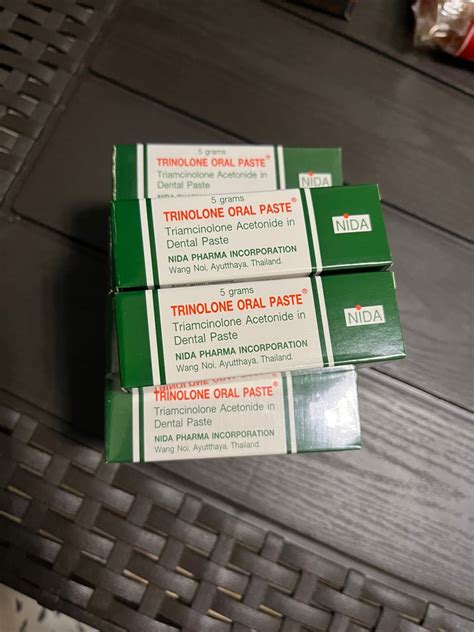 5 grams
TRINOLONE ORAL PASTE®
Triamcinolone Acetonide in
Dental Paste
NIDA
5 grams
TRINOLONE ORAL PASTE®
Triamcinolone Acetonide in
Dental Paste
NIDA PHARMA INCORPORATION
Wang Noi, Ayutthaya, Thailand.
NIDA
5 grams
TRINOLONE ORAL PASTE®
Triamcinolone Acetonide in
Dental Paste
NIDA PHARMA INCORPORATION
Wang Noi, Ayutthaya, Thailand.
NIDA
TRINOLONE ORAL PASTE®
Triamcinolone Acetonide in
Dental Paste
NIDA PHARMA INCORPORATION
Wang Noi, Ayutthaya, Thailand.